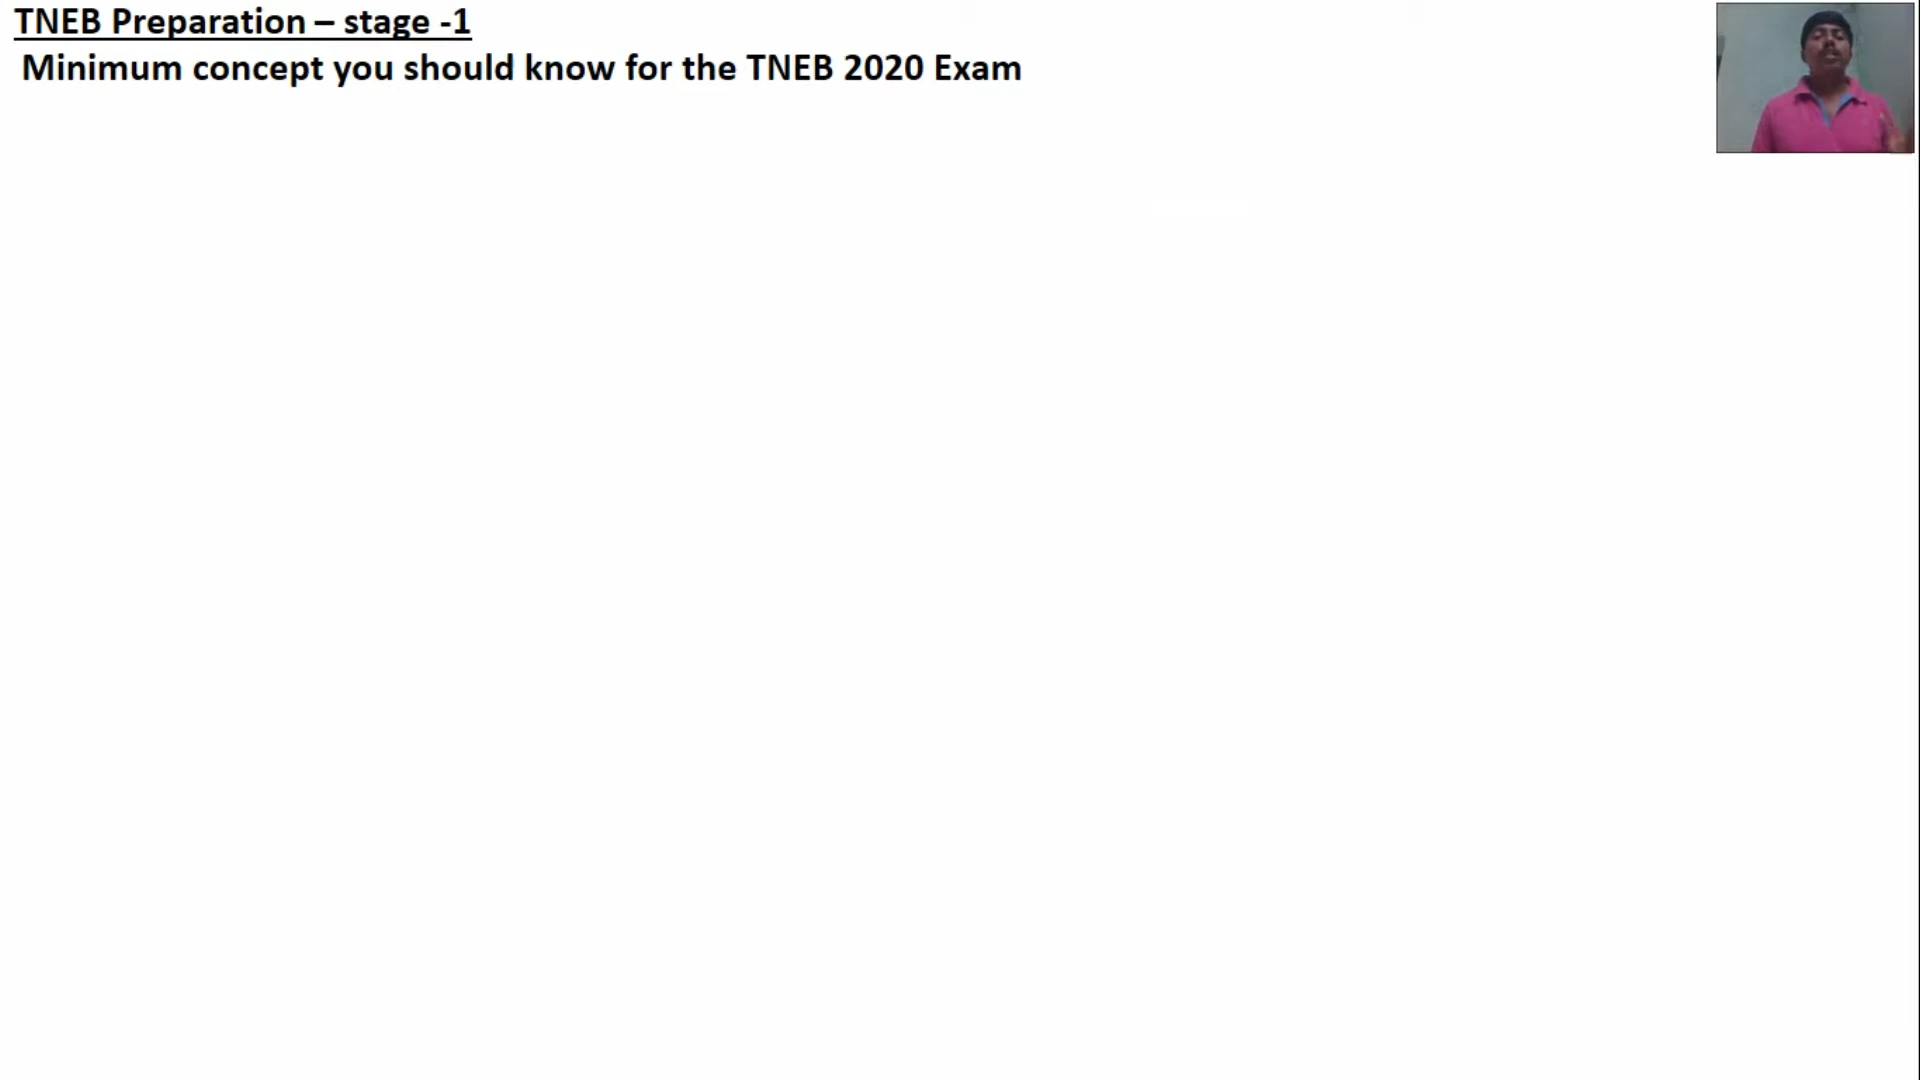 TNEB Preparation – stage -1
Minimum concept you should know for the TNEB 2020 Exam